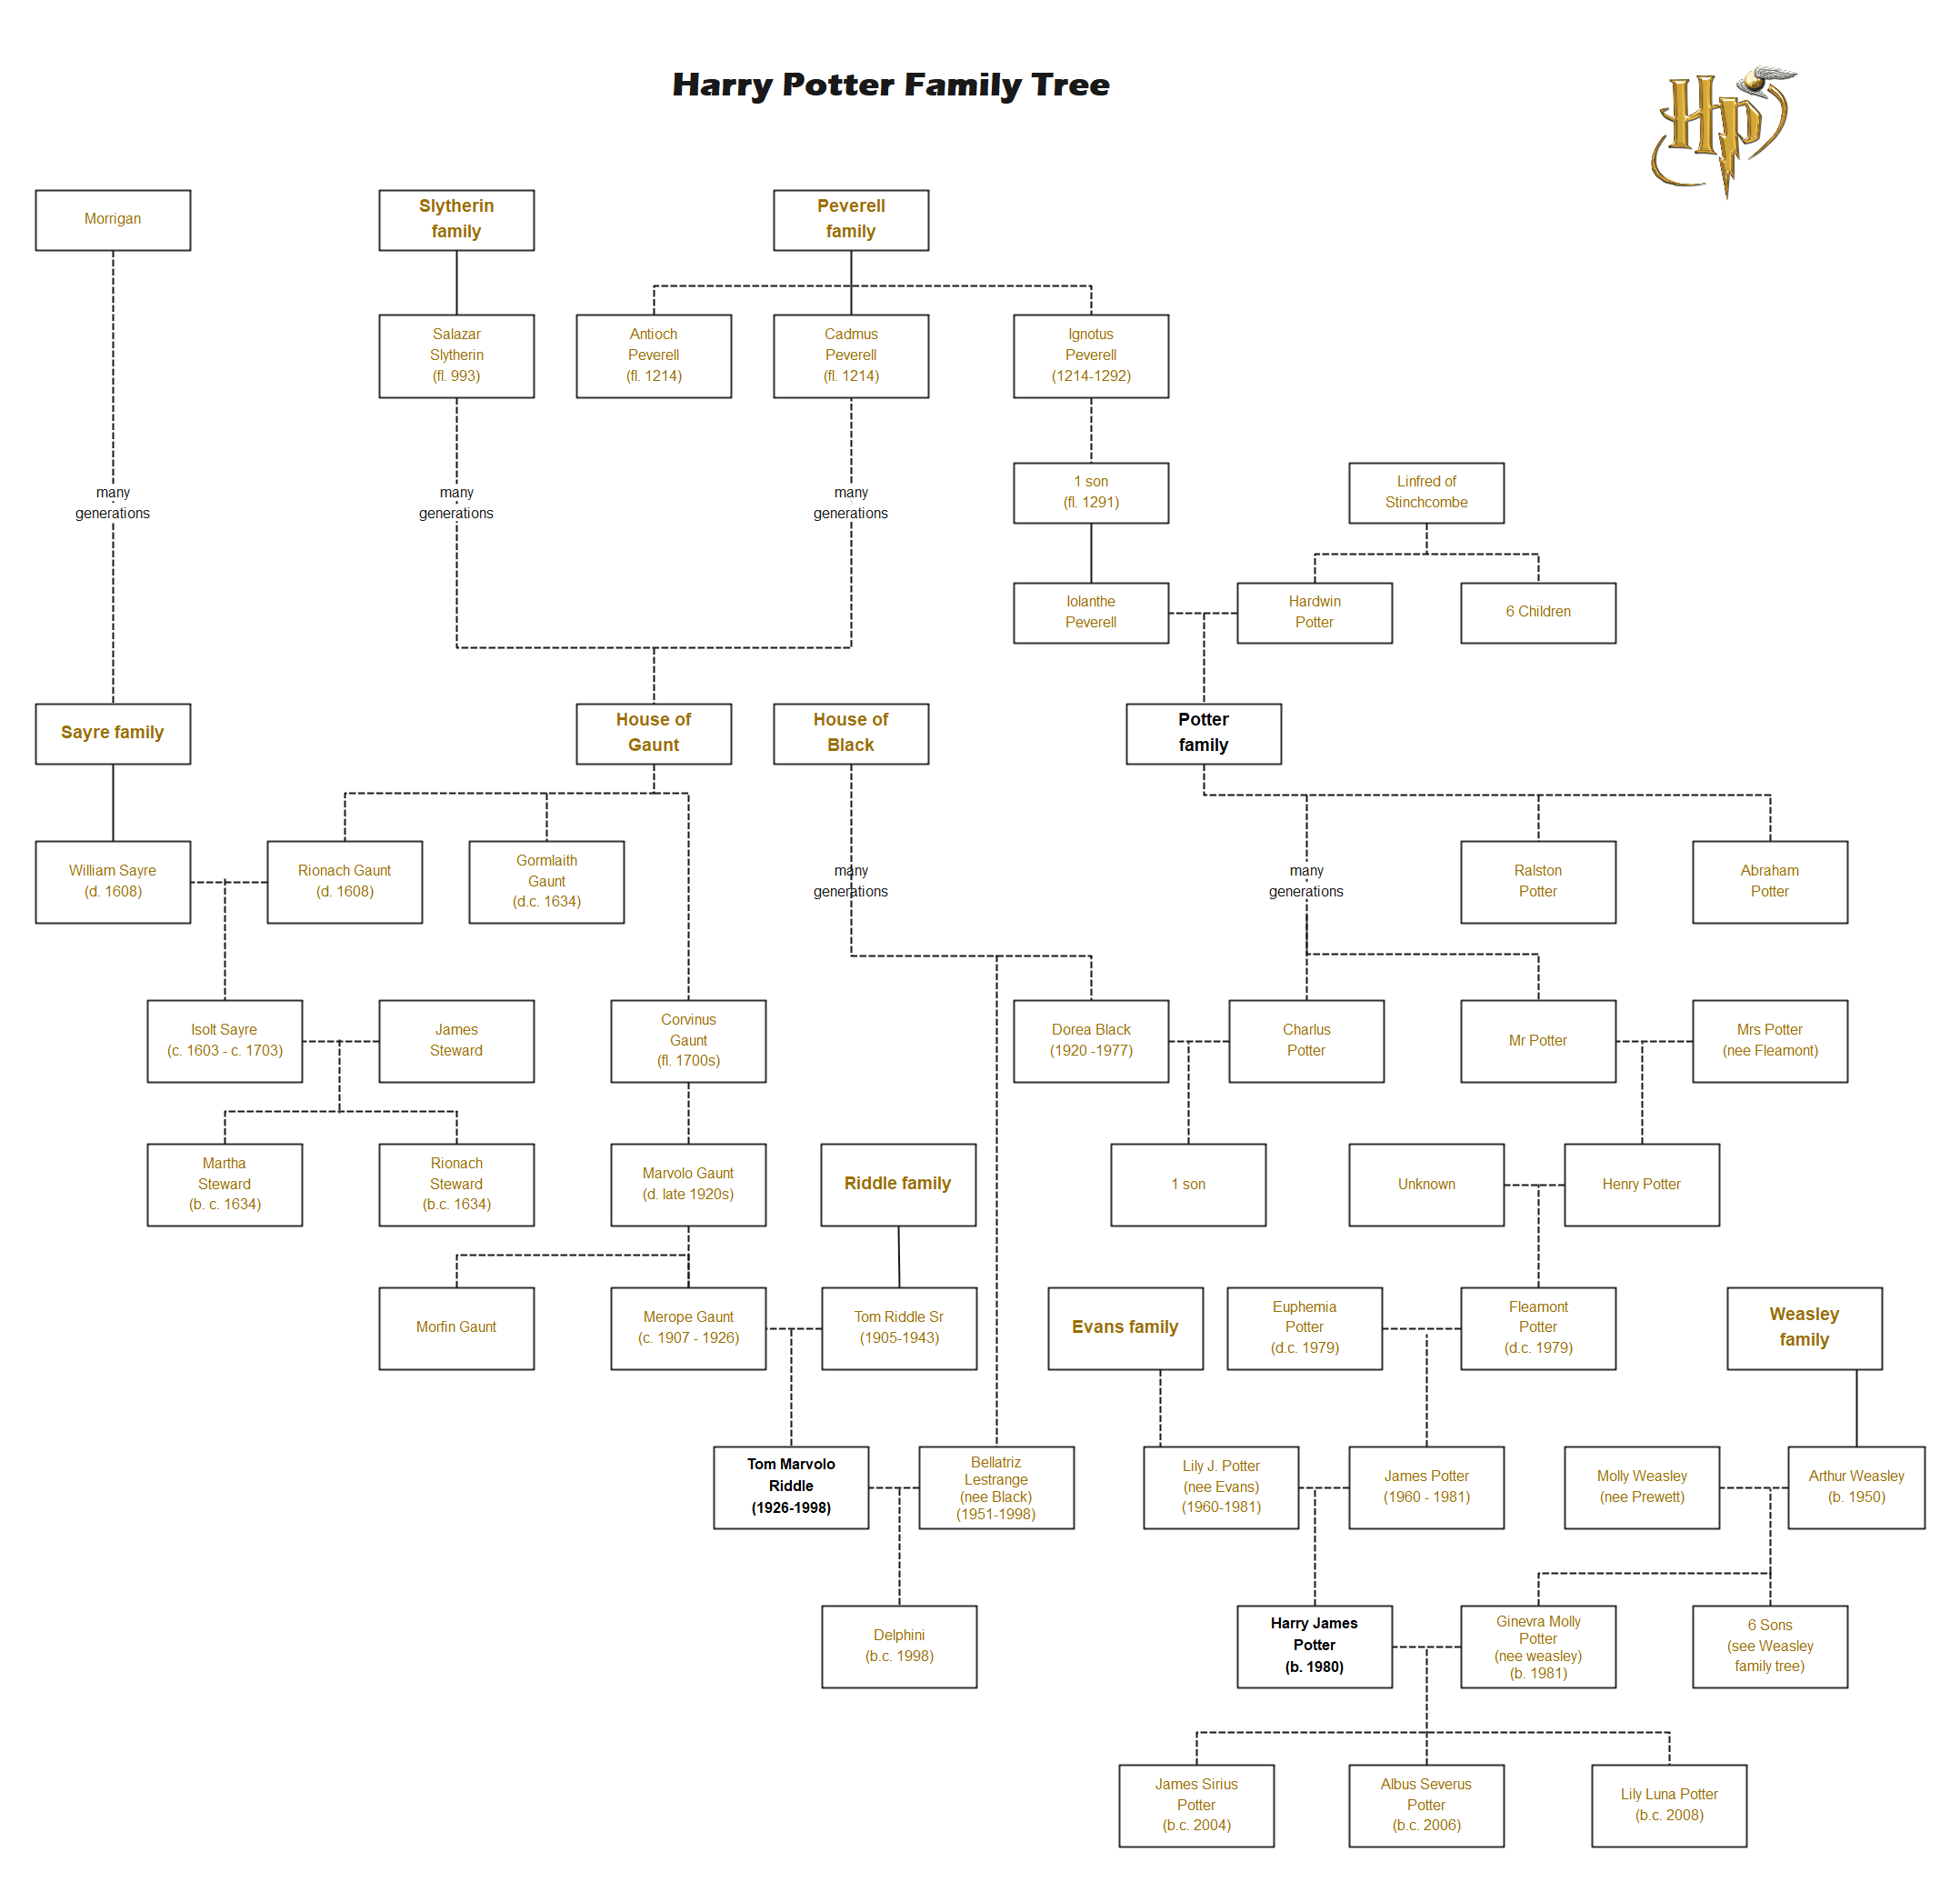 Harry Potter Family Tree
Hp
Morrigan
Slytherin
family
Peverell
family
Salazar
Slytherin
(fl. 993)
Antioch
Peverell
(fl. 1214)
Cadmus
Peverell
(fl. 1214)
Ignotus
Peverell
(1214-1292)
many
generations
many
generations
many
generations
1 son
(fl. 1291)
Linfred of
Stinchcombe
Iolanthe
Peverell
Hardwin
Potter
6 Children
Sayre family
House of
Gaunt
House of
Black
Potter
family
William Sayre
(d. 1608)
Rionach Gaunt
(d. 1608)
Gormlaith
Gaunt
(d.c. 1634)
many
generations
many
generations
Ralston
Potter
Abraham
Potter
Isolt Sayre
(c. 1603 - c. 1703)
James
Steward
Corvinus
Gaunt
(fl. 1700s)
Dorea Black
(1920 -1977)
Charlus
Potter
Mr Potter
Mrs Potter
(nee Fleamont)
Martha
Steward
(b. c. 1634)
Rionach
Steward
(b.c. 1634)
Marvolo Gaunt
(d. late 1920s)
Riddle family
1 son
Unknown
Henry Potter
Morfin Gaunt
Merope Gaunt
(c. 1907 - 1926)
Tom Riddle Sr
(1905-1943)
Evans family
Euphemia
Potter
(d.c. 1979)
Fleamont
Potter
(d.c. 1979)
Weasley
family
Tom Marvolo
Riddle
(1926-1998)
Bellatriz
Lestrange
(nee Black)
(1951-1998)
Lily J. Potter
(nee Evans)
(1960-1981)
James Potter
(1960 - 1981)
Molly Weasley
(nee Prewett)
Arthur Weasley
(b. 1950)
Delphini
(b.c. 1998)
Harry James
Potter
(b. 1980)
Ginevra Molly
Potter
(nee weasley)
(b. 1981)
6 Sons
(see Weasley
family tree)
James Sirius
Potter
(b.c. 2004)
Albus Severus
Potter
(b.c. 2006)
Lily Luna Potter
(b.c. 2008)